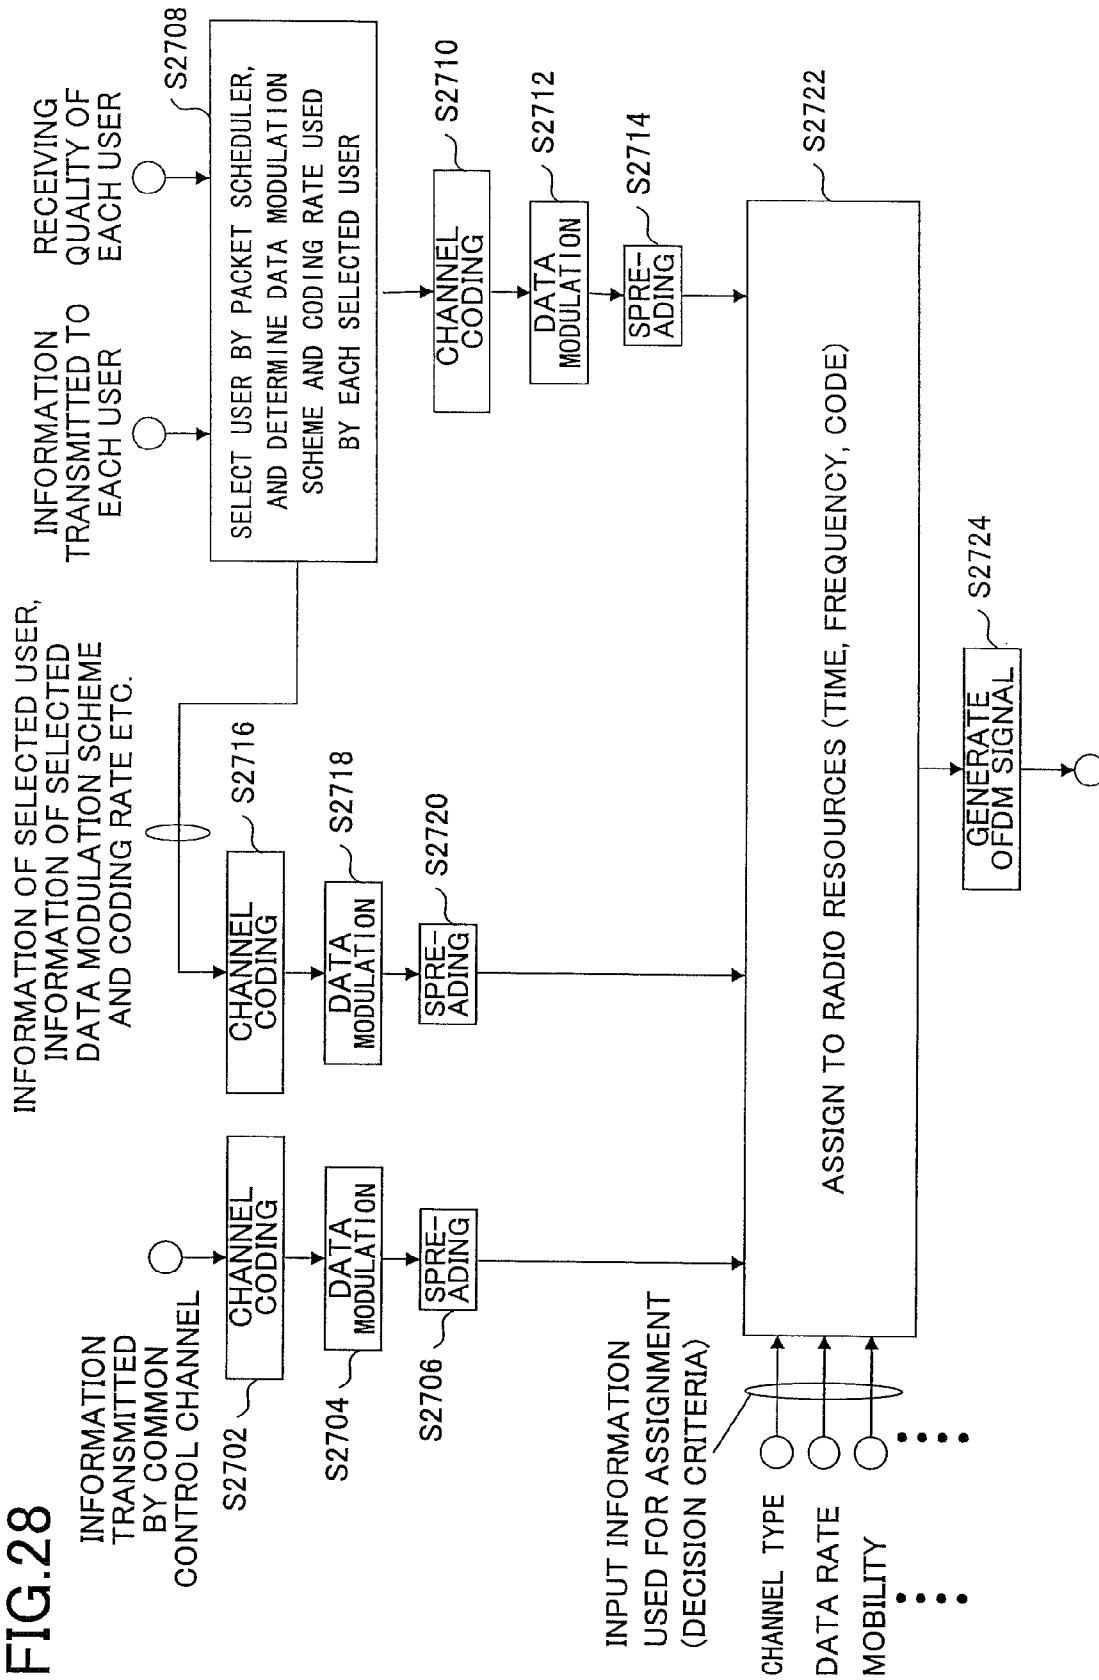 FIG.28
INFORMATION
TRANSMITTED
BY COMMON
CONTROL CHANNEL
S2702
CHANNEL
CODING
S2704
DATA
MODULATION
S2706
SPRE-
ADING
INFORMATION OF SELECTED USER,
INFORMATION OF SELECTED
DATA MODULATION SCHEME
AND CODING RATE ETC.
S2716
CHANNEL
CODING
S2718
DATA
MODULATION
S2720
SPRE-
ADING
INFORMATION
TRANSMITTED TO
EACH USER
RECEIVING
QUALITY OF
EACH USER
S2708
SELECT USER BY PACKET SCHEDULER,
AND DETERMINE DATA MODULATION
SCHEME AND CODING RATE USED
BY EACH SELECTED USER
S2710
CHANNEL
CODING
S2712
DATA
MODULATION
S2714
SPRE-
ADING
INPUT INFORMATION
USED FOR ASSIGNMENT
(DECISION CRITERIA)
CHANNEL TYPE
DATA RATE
MOBILITY
S2722
ASSIGN TO RADIO RESOURCES (TIME, FREQUENCY, CODE)
S2724
GENERATE
OFDM SIGNAL